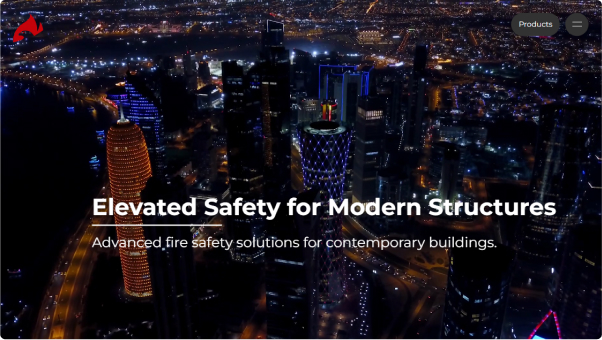 Products
Elevated Safety for Modern Structures
Advanced fire safety solutions for contemporary buildings.